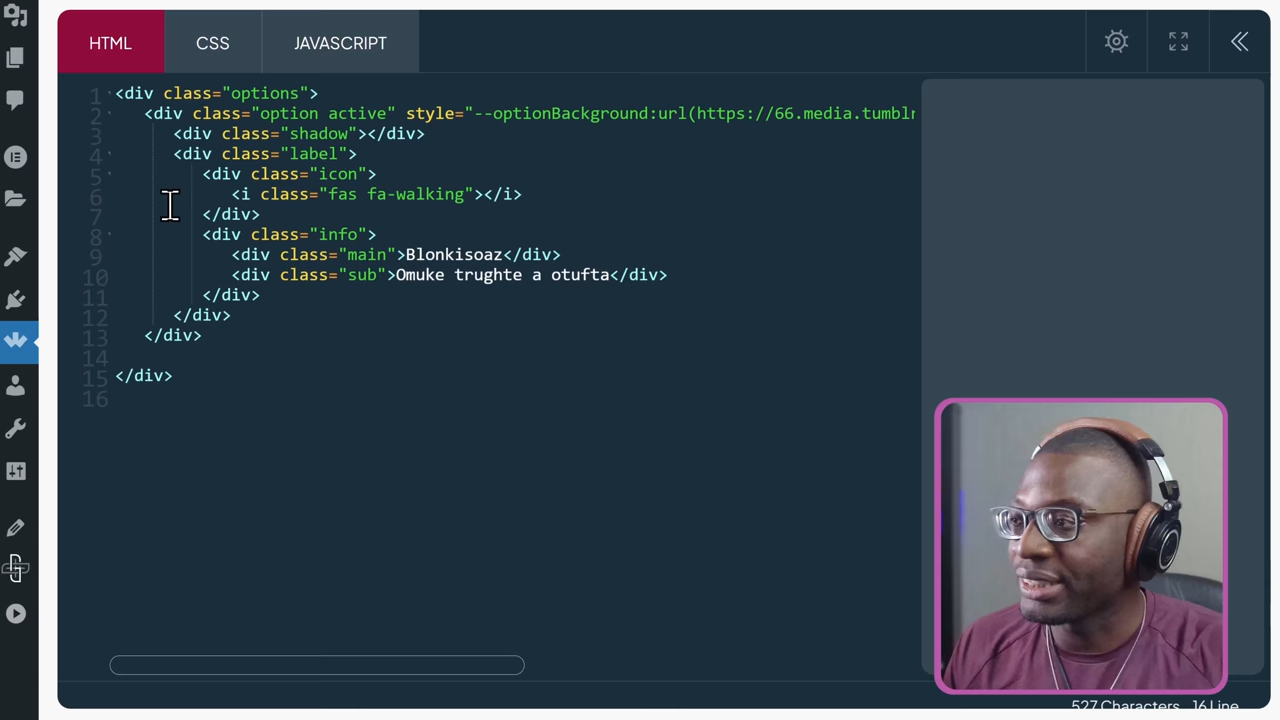 HTML CSS JAVASCRIPT
1 <div class="options">
2 <div class="option active" style="--optionBackground:url(https://66.media.tumblr
3 <div class="shadow"></div>
4 <div class="label">
5 <div class="icon">
6 <i class="fas fa-walking"></i>
7 </div>
8 <div class="info">
9 <div class="main">Blonkisoaz</div>
10 <div class="sub">Omuke trughte a otufta</div>
11 </div>
12 </div>
13 </div>
14
15 </div>
16
527 Characters 16 Line